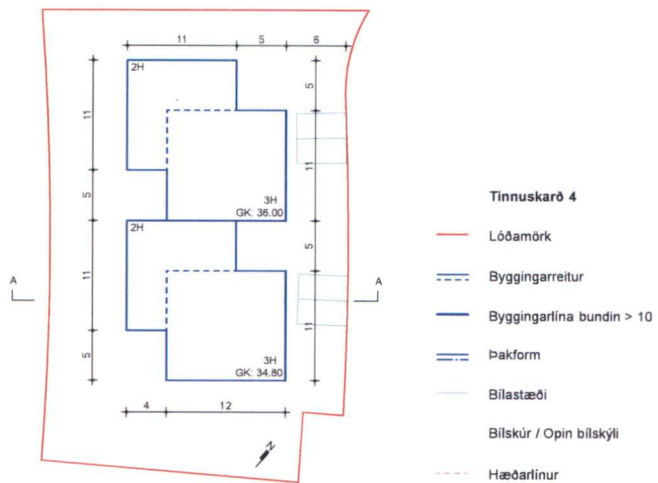 11 5 6
2H
5
11
11
5
3H
GK: 36.00
2H
5
11
11
A A
5
3H
GK: 34.80
4 12
N
Tinnuskarð 4
Lóðamörk
Byggingarreitur
Byggingarlína bundin > 10
Þakform
Bílastæði
Bílskúr / Opin bílskýli
Hæðarlínur